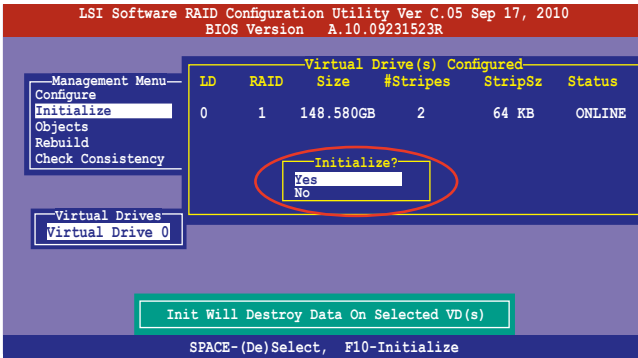 LSI Software RAID Configuration Utility Ver C.05 Sep 17, 2010
BIOS Version A.10.09231523R
Virtual Drive(s) Configured
LD RAID Size #Stripes StripSz Status
0 1 148.580GB 2 64 KB ONLINE
Management Menu
Configure
Initialize
Objects
Rebuild
Check Consistency
Initialize?
Yes
No
Virtual Drives
Virtual Drive 0
Init Will Destroy Data On Selected VD(s)
SPACE-(De)Select, F10-Initialize